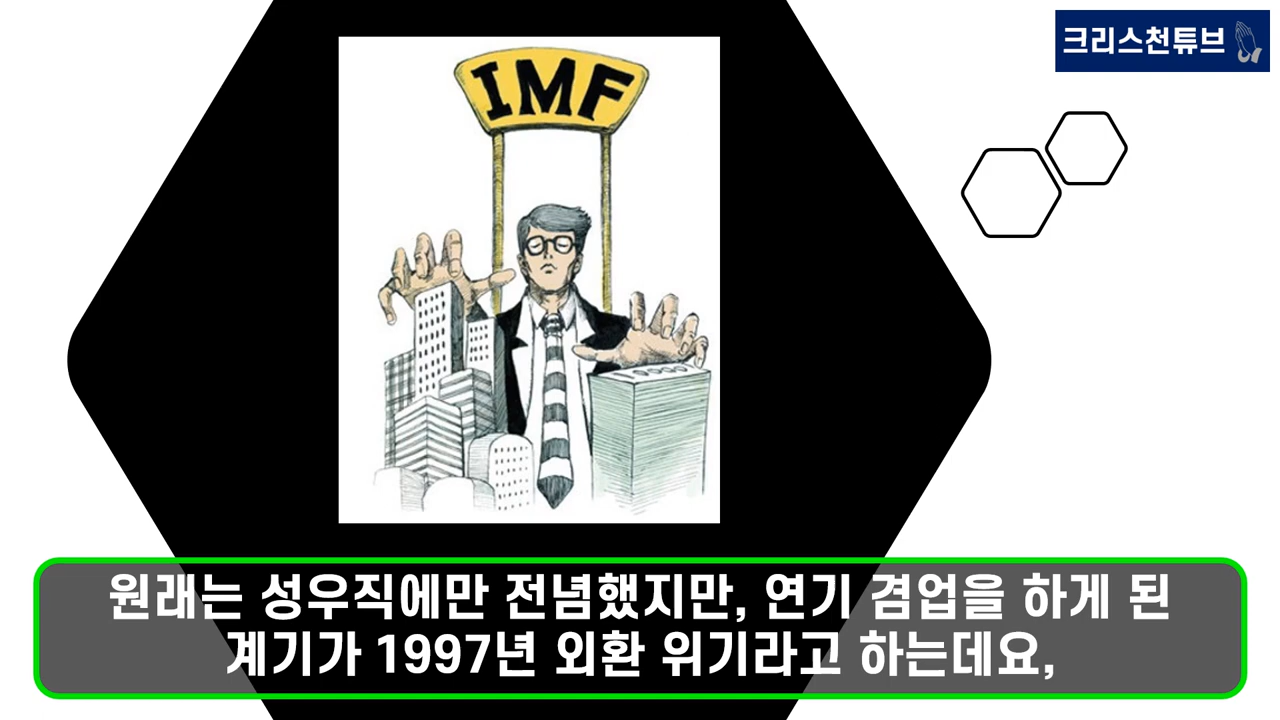 크리스천튜브
IMF
원래는 성우직에만 전념했지만, 연기 겸업을 하게 된
계기가 1997년 외환 위기라고 하는데요,